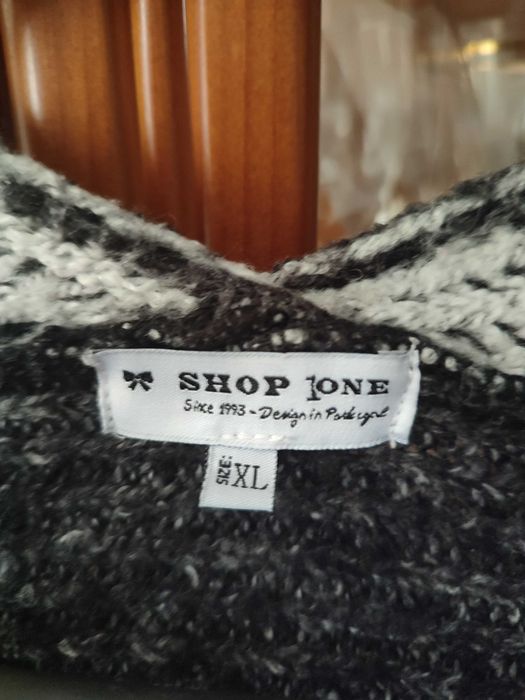 SHOP 1ONE
Since 1993 - Design in Portugal
SIZE:
XL